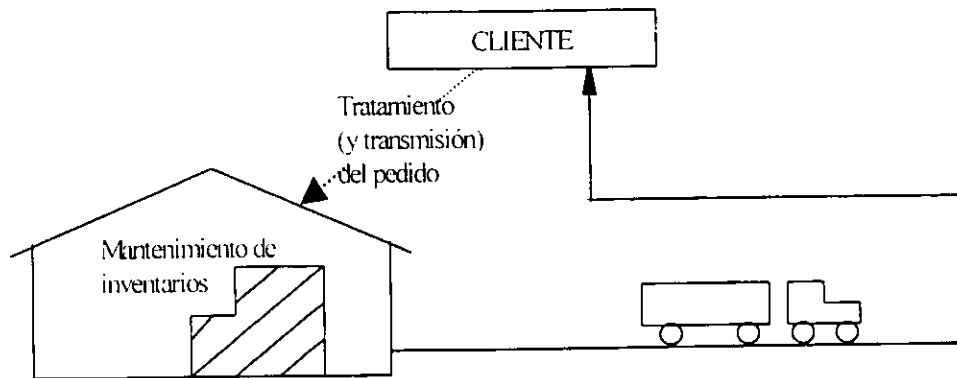 CLIENTE
Tratamiento
(y transmisión)
del pedido
Mantenimiento de
inventarios